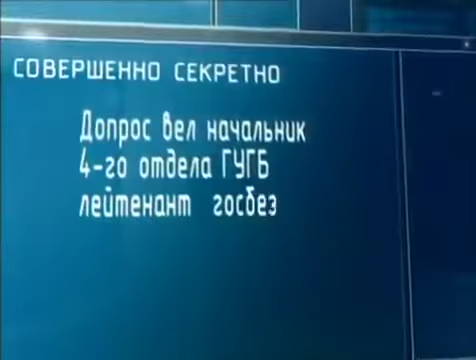 СОВЕРШЕННО СЕКРЕТНО
Допрос вел начальник
4-го отдела ГУГБ
лейтенант госбез